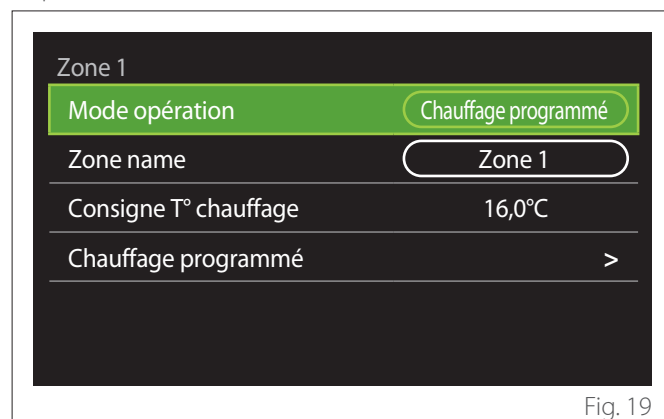 Zone 1
Mode opération Chauffage programmé
Zone name Zone 1
Consigne T° chauffage 16,0°C
Chauffage programmé >
Fig. 19